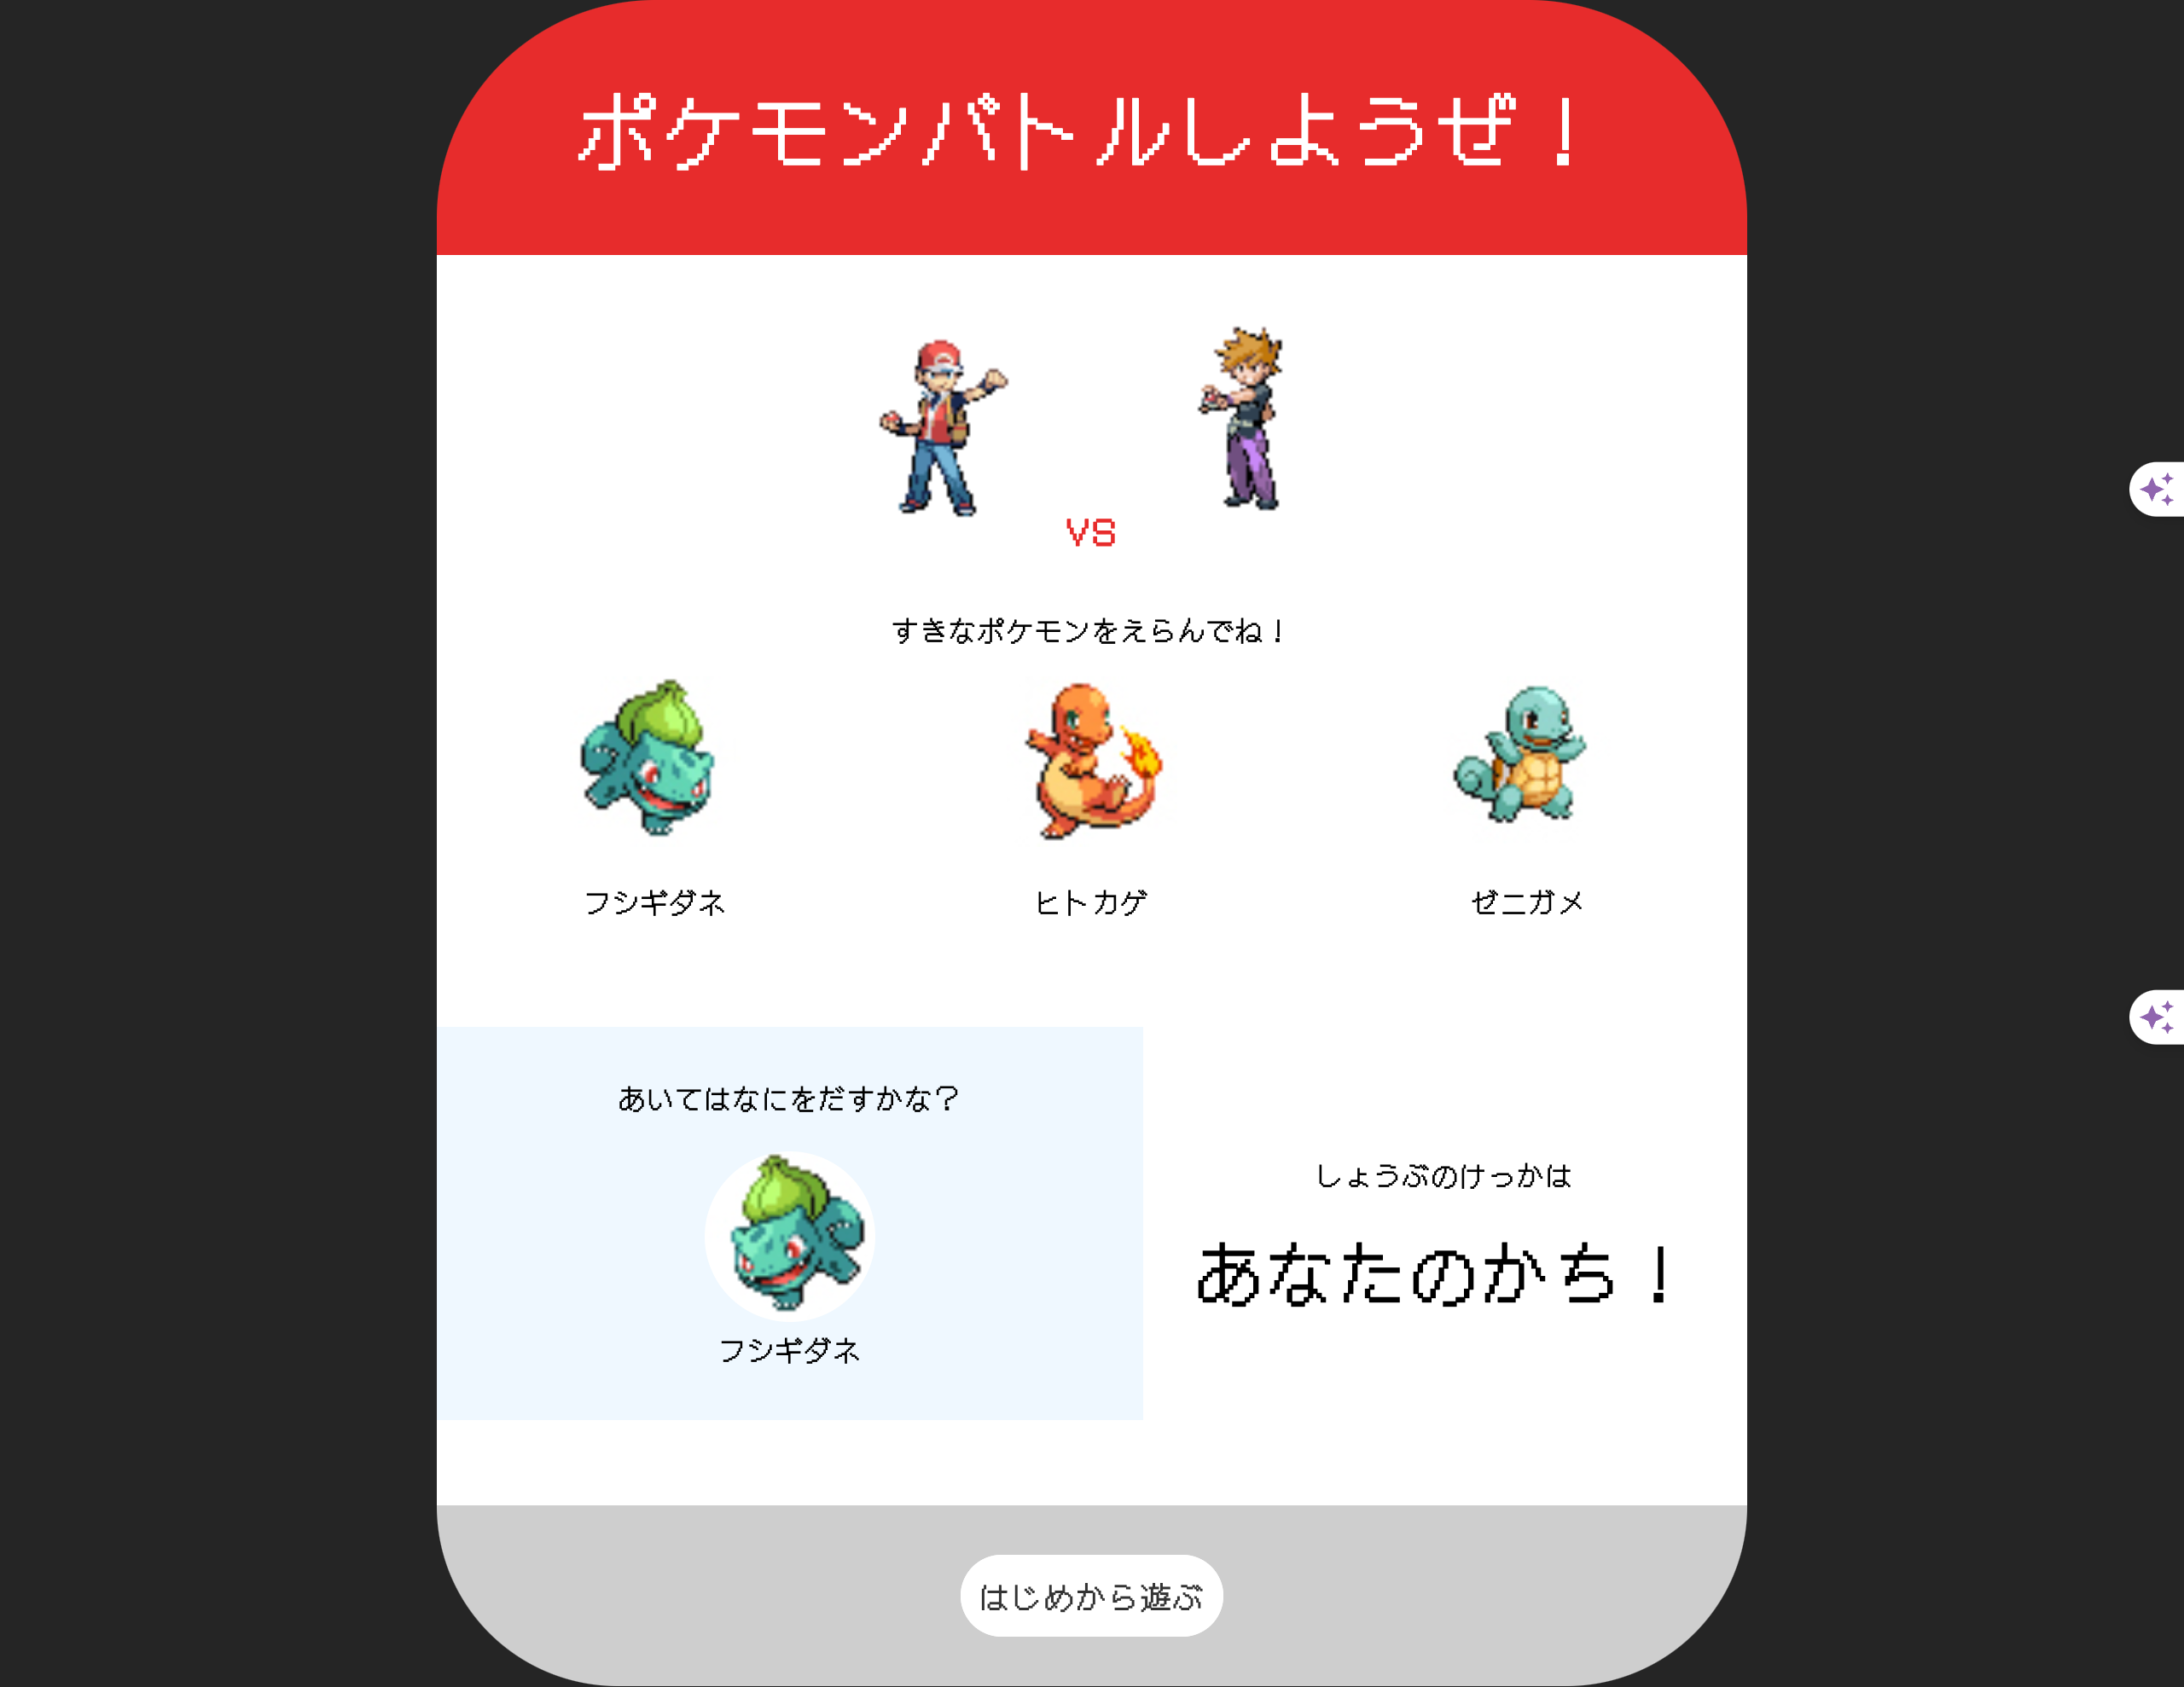 ポケモンバトルしようぜ！
vs
すきなポケモンをえらんでね！
フシギダネ
ヒトカゲ
ゼニガメ
あいてはなにをだすかな？
フシギダネ
しょうぶのけっかは
あなたのかち！
はじめから遊ぶ